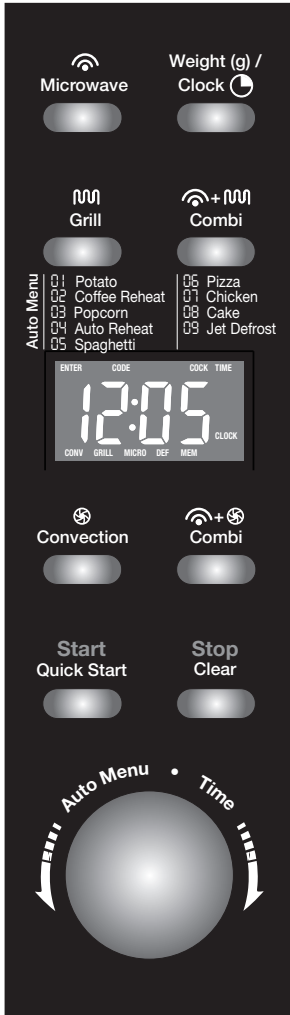 Microwave
Weight (g) /
Clock
Grill
Combi
Auto Menu
01 Potato
02 Coffee Reheat
03 Popcorn
04 Auto Reheat
05 Spaghetti
06 Pizza
07 Chicken
08 Cake
09 Jet Defrost
ENTER CODE COCK TIME
12:05
CLOCK
CONV GRILL MICRO DEF MEM
Convection
Combi
Start
Quick Start
Stop
Clear
Auto Menu • Time